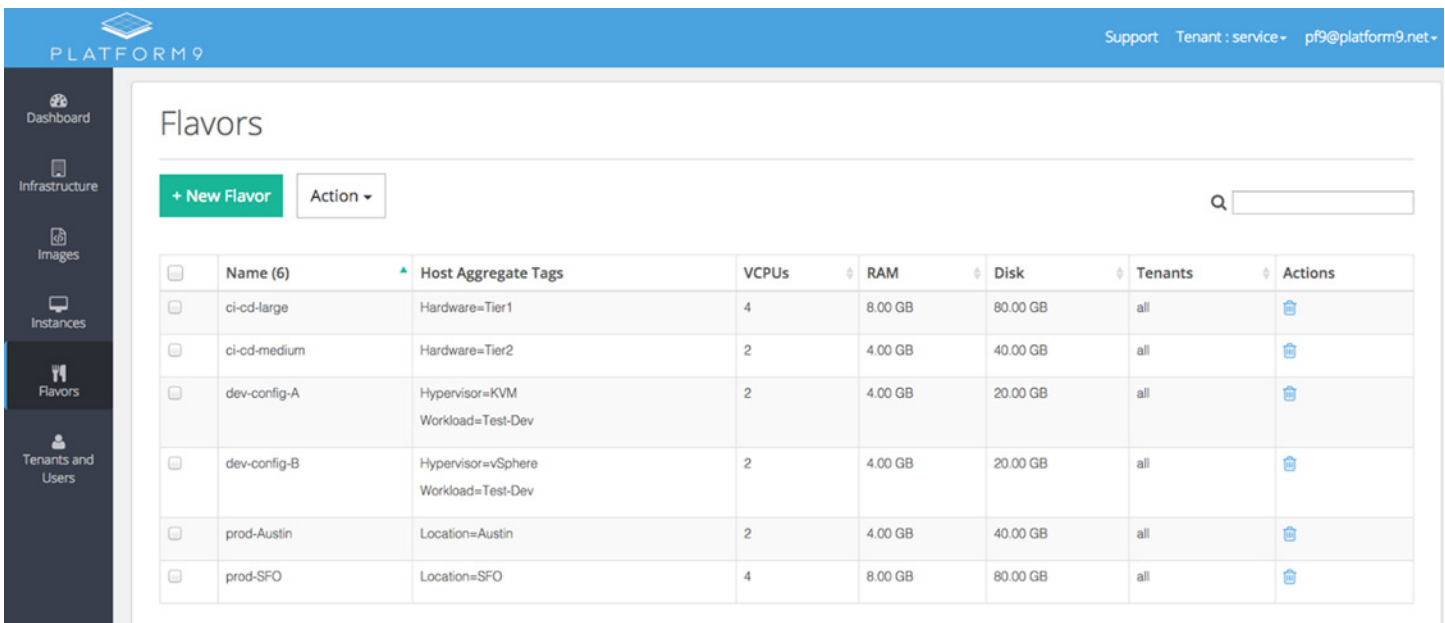 PLATFORM9
Support Tenant : service pf9@platform9.net
Dashboard
Infrastructure
Images
Instances
Flavors
Tenants and
Users
Flavors
+ New Flavor Action
Name (6) Host Aggregate Tags VCPUs RAM Disk Tenants Actions
ci-cd-large Hardware=Tier1 4 8.00 GB 80.00 GB all
ci-cd-medium Hardware=Tier2 2 4.00 GB 40.00 GB all
dev-config-A Hypervisor=KVM 2 4.00 GB 20.00 GB all
Workload=Test-Dev
dev-config-B Hypervisor=vSphere 2 4.00 GB 20.00 GB all
Workload=Test-Dev
prod-Austin Location=Austin 2 4.00 GB 40.00 GB all
prod-SFO Location=SFO 4 8.00 GB 80.00 GB all